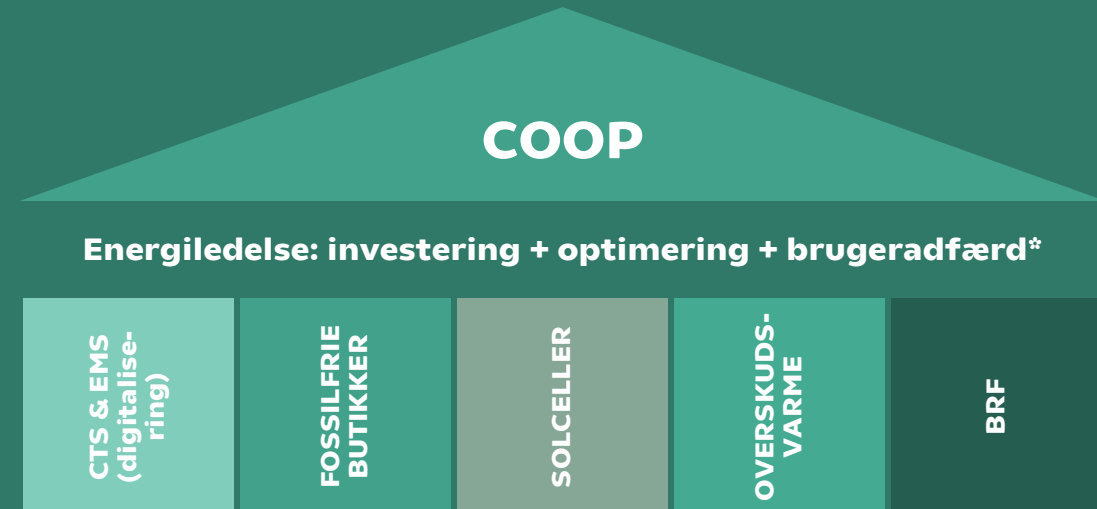 COOP
Energiledelse: investering + optimering + brugeradfærd*
CTS & EMS
(digitalise-
ring)
FOSSILFRIE
BUTIKKER
SOLCELLER
OVERSKUDS-
VARME
BRF